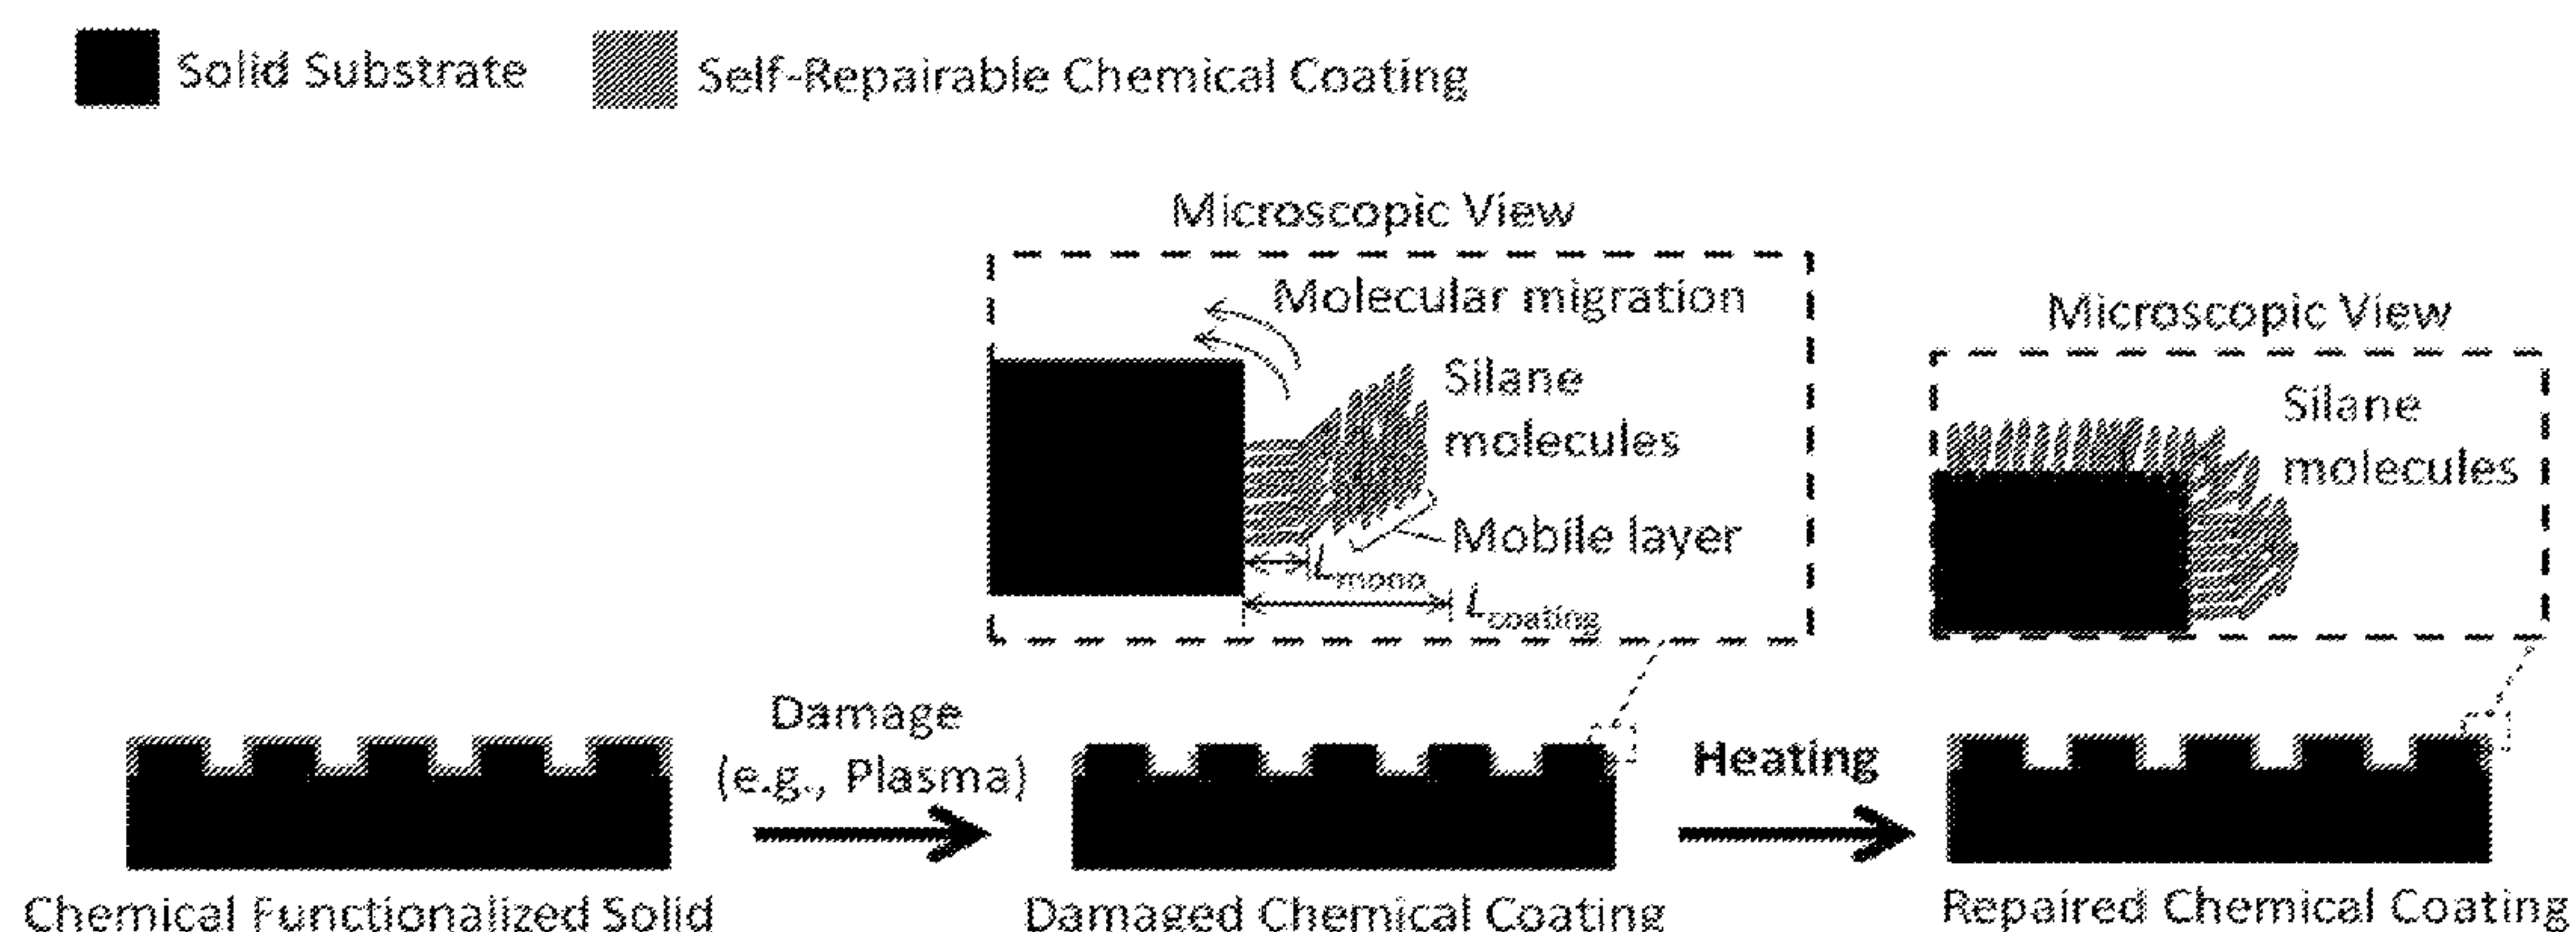 Solid Substrate
Self-Repairable Chemical Coating
Microscopic View
Molecular migration
Silane
molecules
Mobile layer
Lmono
Lcoating
Microscopic View
Silane
molecules
Damage
(e.g., Plasma)
Heating
Chemical Functionalized Solid
Damaged Chemical Coating
Repaired Chemical Coating